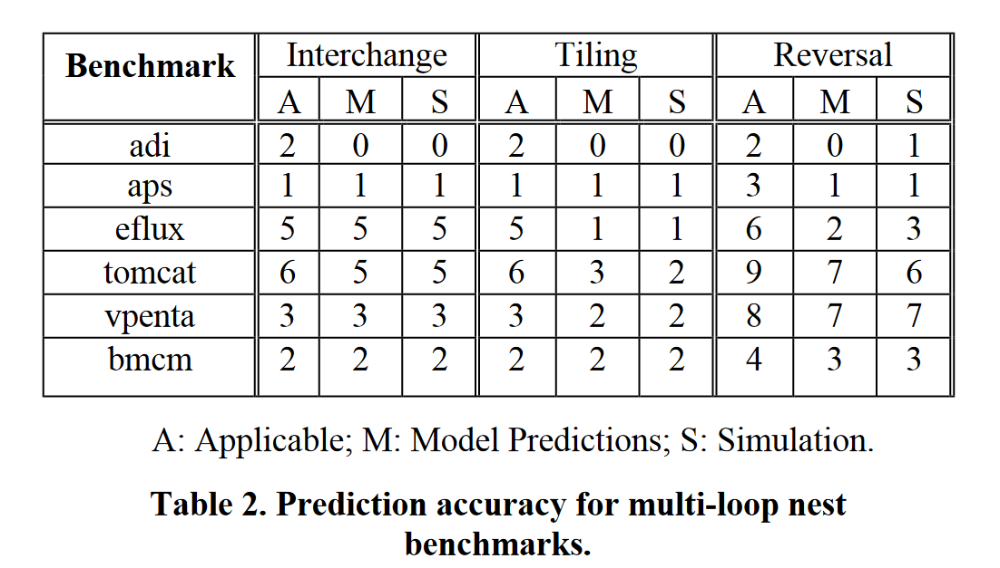 Benchmark Interchange Tiling Reversal
A M S A M S A M S
adi 2 0 0 2 0 0 2 0 1
aps 1 1 1 1 1 1 3 1 1
eflux 5 5 5 5 1 1 6 2 3
tomcat 6 5 5 6 3 2 9 7 6
vpenta 3 3 3 3 2 2 8 7 7
bmcm 2 2 2 2 2 2 4 3 3
A: Applicable; M: Model Predictions; S: Simulation.
Table 2. Prediction accuracy for multi-loop nest
benchmarks.